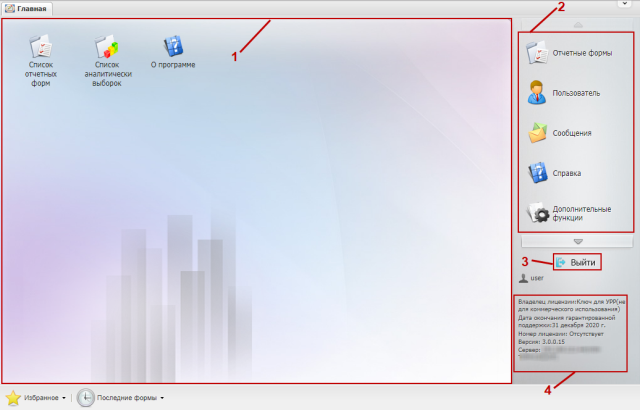 Главная
1
2
Список
отчетных
форм
Список
аналитически
выборок
О программе
Отчетные формы
Пользователь
Сообщения
Справка
Дополнительные
функции
3
Выйти
user
Владелец лицензии:Ключ для УРР(не
для коммерческого использования)
Дата окончания гарантированной
поддержки:31 декабря 2020 г.
Номер лицензии: Отсутствует
Версия: 3.0.0.15
Сервер:
4
Избранное
Последние формы